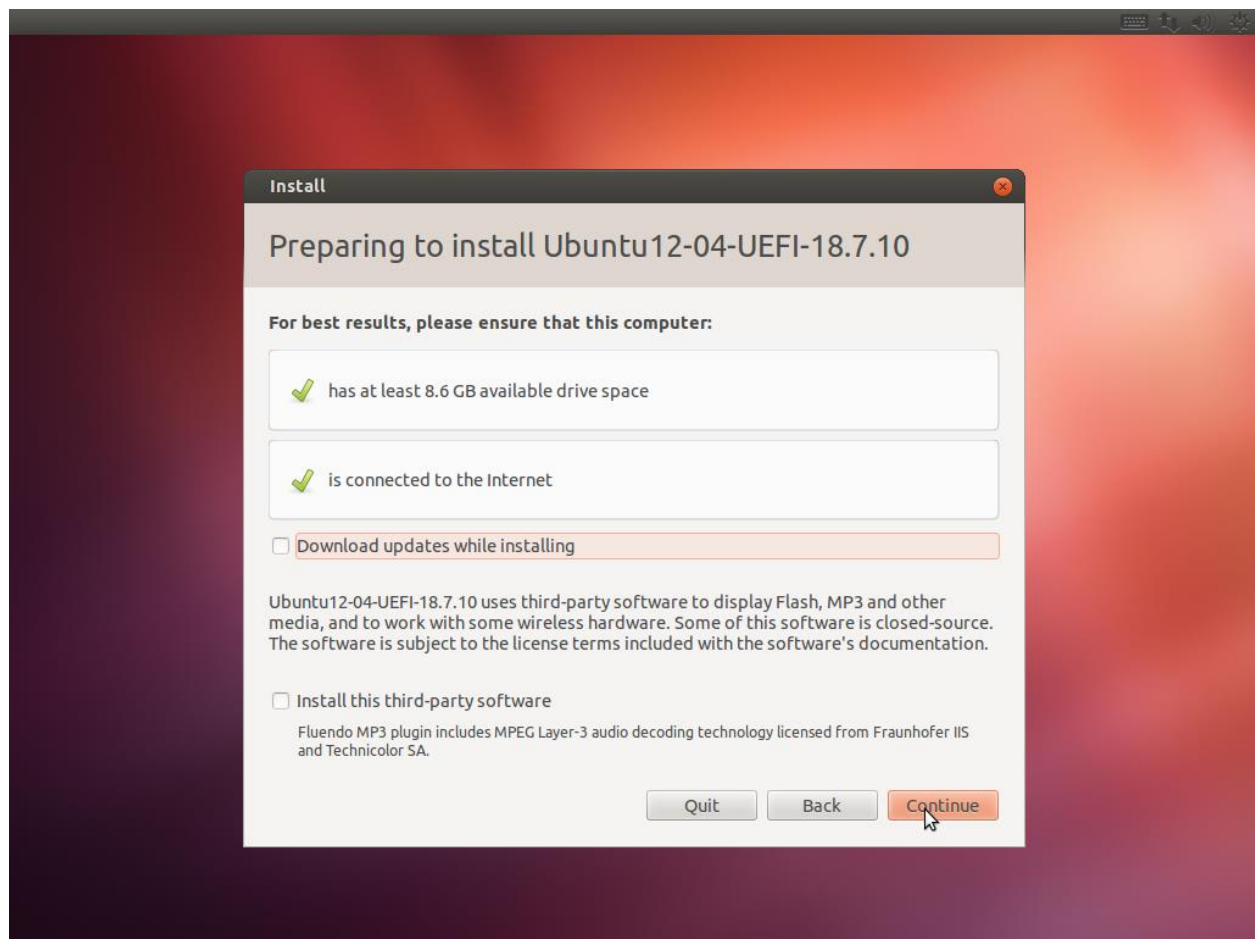 Install
Preparing to install Ubuntu12-04-UEFI-18.7.10
For best results, please ensure that this computer:
has at least 8.6 GB available drive space
is connected to the Internet
Download updates while installing
Ubuntu12-04-UEFI-18.7.10 uses third-party software to display Flash, MP3 and other
media, and to work with some wireless hardware. Some of this software is closed-source.
The software is subject to the license terms included with the software's documentation.
Install this third-party software
Fluendo MP3 plugin includes MPEG Layer-3 audio decoding technology licensed from Fraunhofer IIS
and Technicolor SA.
Quit Back Continue